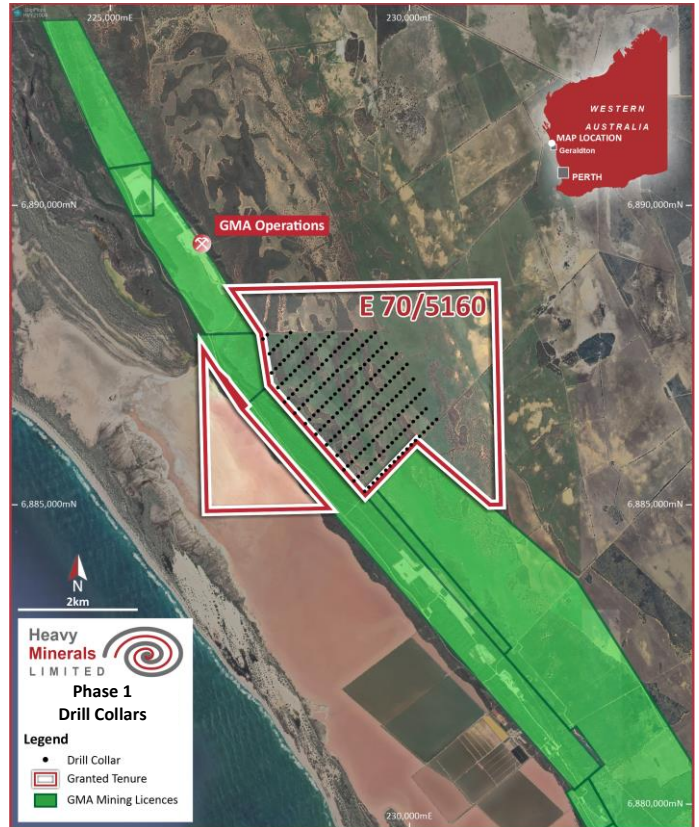 225,000mE
230,000mE
WESTERN
AUSTRALIA
MAP LOCATION
Geraldton
PERTH
6,890,000mN
6,890,000mN
GMA Operations
E 70/5160
6,885,000mN
6,885,000mN
N
2km
Heavy
Minerals
LIMITED
Phase 1
Drill Collars
Legend
Drill Collar
Granted Tenure
GMA Mining Licences
6,880,000mN
230,000mE